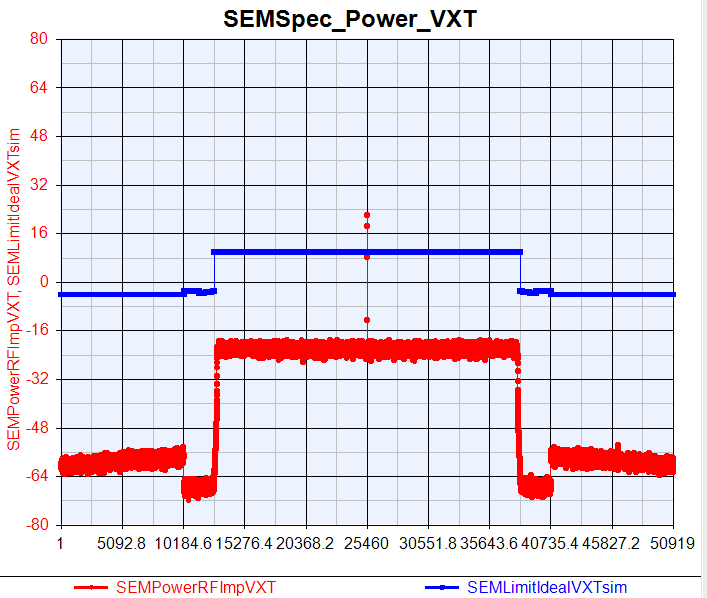 SEMSpec_Power_VXT
SEMPowerRFImpVXT, SEMLimitIdealVXTsim
80
64
48
32
16
0
-16
-32
-48
-64
-80
1 5092.8 10184.6 15276.4 20368.2 25460 30551.8 35643.6 40735.4 45827.2 50919
SEMPowerRFImpVXT SEMLimitIdealVXTsim